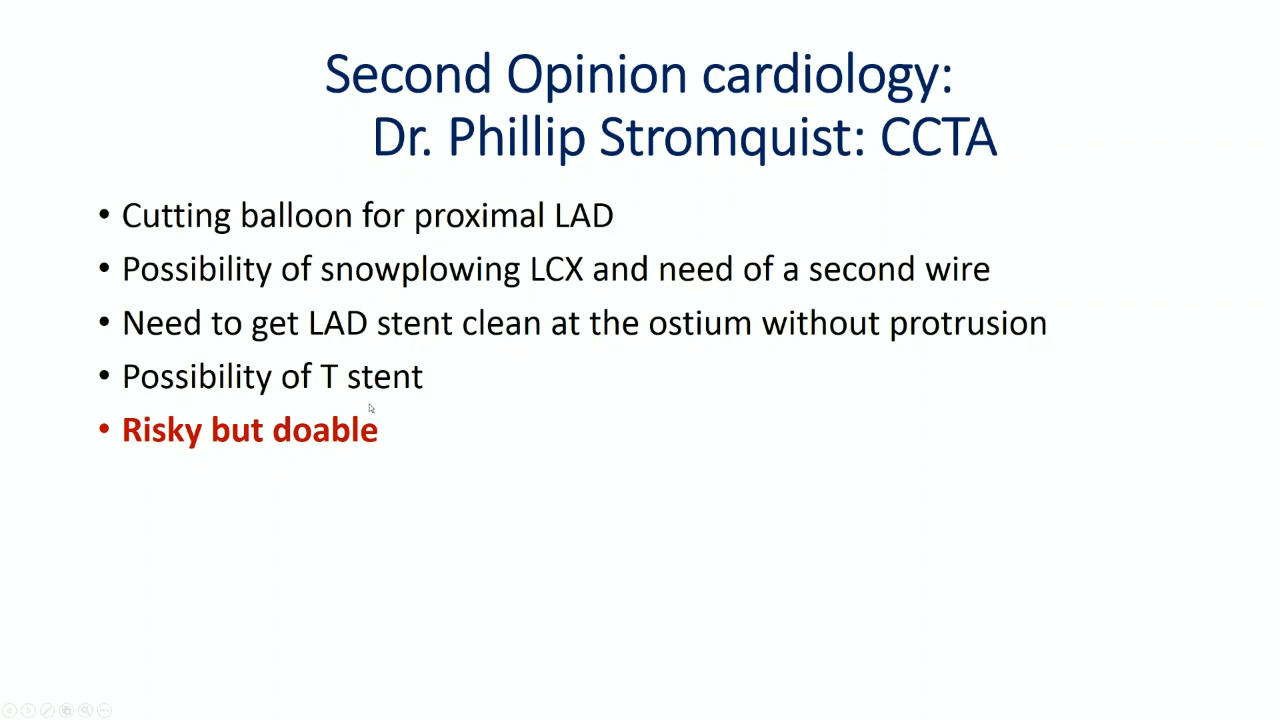 Second Opinion cardiology:
Dr. Phillip Stromquist: CCTA
• Cutting balloon for proximal LAD
• Possibility of snowplowing LCX and need of a second wire
• Need to get LAD stent clean at the ostium without protrusion
• Possibility of T stent
• Risky but doable